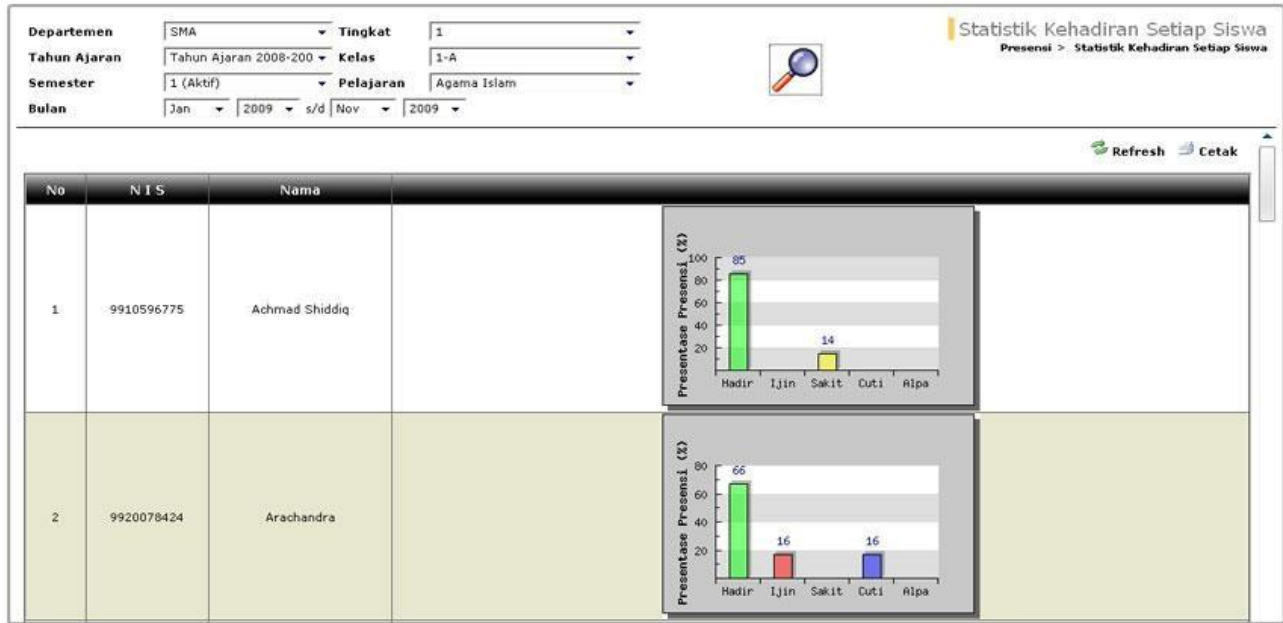 Departemen SMA Tingkat 1
Tahun Ajaran Tahun Ajaran 2008-200 Kelas 1-A
Semester 1 (Aktif) Pelajaran Agama Islam
Bulan Jan 2009 s/d Nov 2009
Statistik Kehadiran Setiap Siswa
Presensi > Statistik Kehadiran Setiap Siswa
Refresh Cetak
No N I S Nama
1 9910596775 Achmad Shiddiq
Presentase Presensi (%)
100
80
60
40
20
85
14
Hadir Ijin Sakit Cuti Alpa
2 9920078424 Arachandra
Presentase Presensi (%)
80
60
40
20
66
16 16
Hadir Ijin Sakit Cuti Alpa